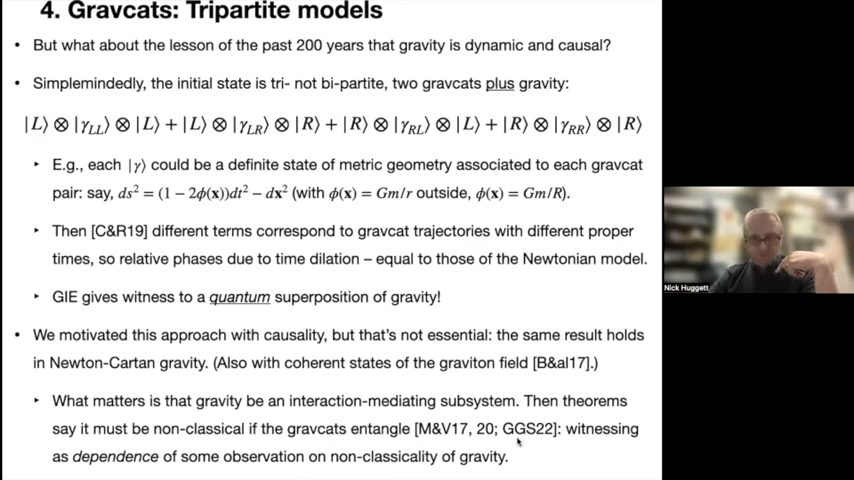 4. Gravcats: Tripartite models
• But what about the lesson of the past 200 years that gravity is dynamic and causal?
• Simplemindedly, the initial state is tri- not bi-partite, two gravcats plus gravity:
|L⟩ ⊗ |γ_LL⟩ ⊗ |L⟩ + |L⟩ ⊗ |γ_LR⟩ ⊗ |R⟩ + |R⟩ ⊗ |γ_RL⟩ ⊗ |L⟩ + |R⟩ ⊗ |γ_RR⟩ ⊗ |R⟩
‣ E.g., each |γ⟩ could be a definite state of metric geometry associated to each gravcat
pair: say, ds² = (1 − 2ϕ(x))dt² − dx² (with ϕ(x) = Gm/r outside, ϕ(x) = Gm/R).
‣ Then [C&R19] different terms correspond to gravcat trajectories with different proper
times, so relative phases due to time dilation – equal to those of the Newtonian model.
‣ GIE gives witness to a quantum superposition of gravity!
• We motivated this approach with causality, but that's not essential: the same result holds
in Newton-Cartan gravity. (Also with coherent states of the graviton field [B&al17].)
‣ What matters is that gravity be an interaction-mediating subsystem. Then theorems
say it must be non-classical if the gravcats entangle [M&V17, 20; GGS22]: witnessing
as dependence of some observation on non-classicality of gravity.
Nick Huggett